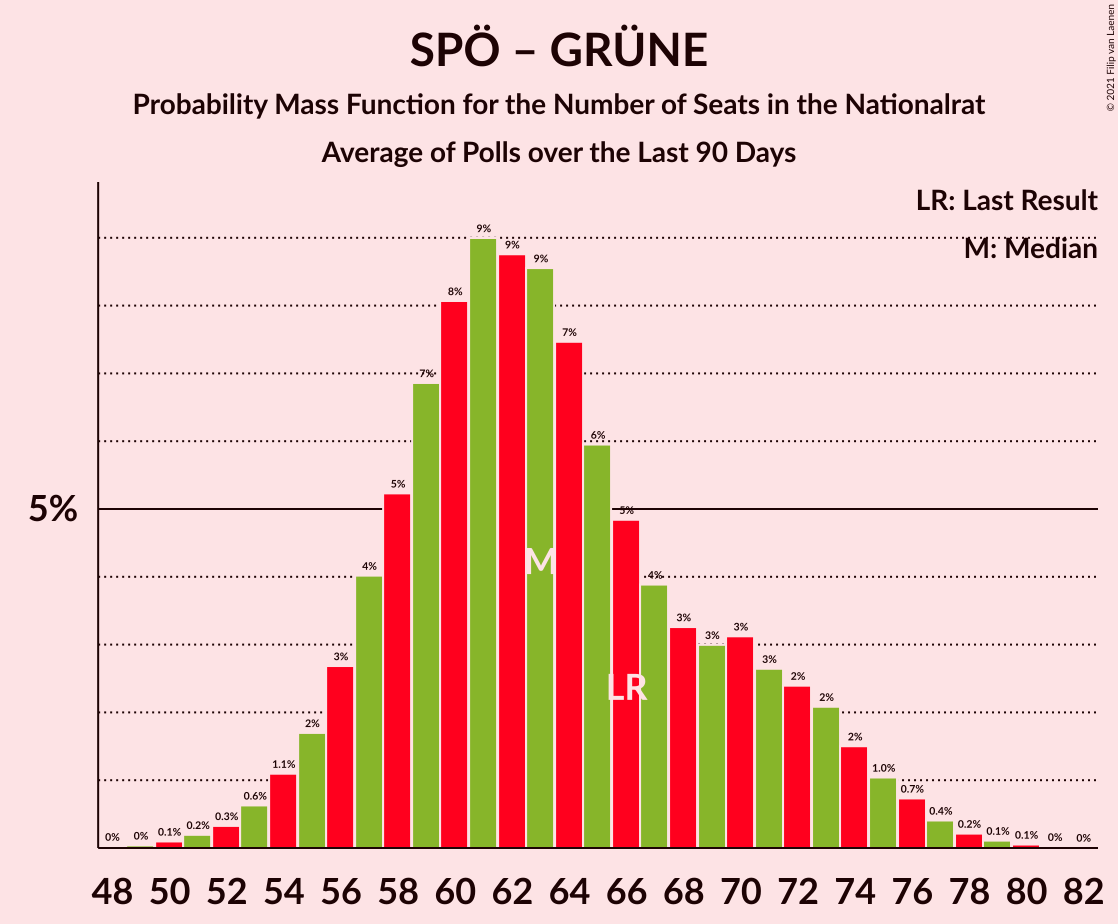 SPÖ – GRÜNE
Probability Mass Function for the Number of Seats in the Nationalrat
Average of Polls over the Last 90 Days
© 2021 Filip van Laenen
LR: Last Result
M: Median
5%
0% 0% 0.1% 0.2% 0.3% 0.6% 1.1% 2% 3% 4% 5% 7% 8% 9% 9% 9% 7% 6% 5% 4% 3% 3% 3% 3% 2% 2% 2% 1.0% 0.7% 0.4% 0.2% 0.1% 0.1% 0% 0%
M
LR
48 50 52 54 56 58 60 62 64 66 68 70 72 74 76 78 80 82